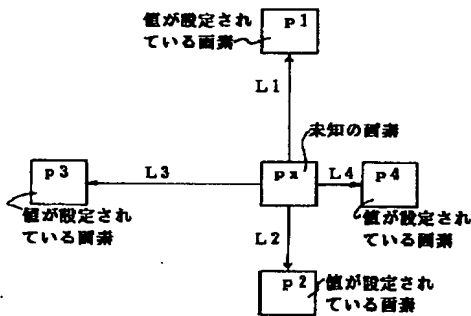 値が設定され
ている画素
p1
L1
未知の画素
p3
L3
px
L4
p4
値が設定され
ている画素
L2
値が設定され
ている画素
p2
値が設定され
ている画素